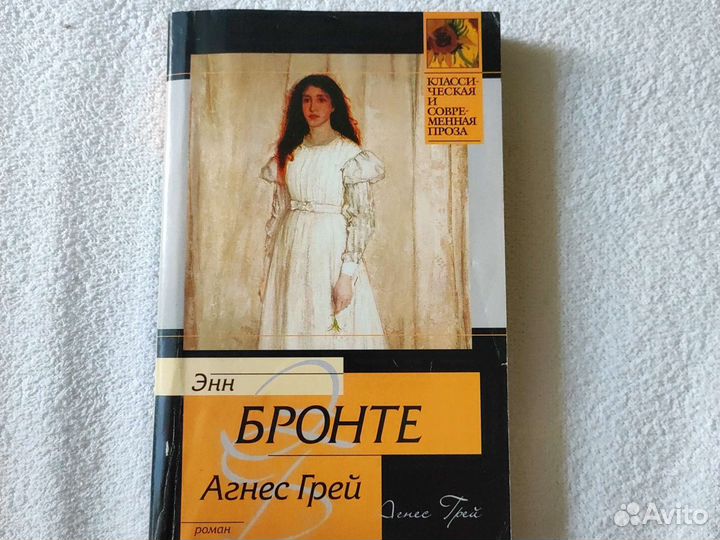 КЛАССИ-
ЧЕСКАЯ
И
СОВРЕ-
МЕННАЯ
ПРОЗА
Энн
БРОНТЕ
Агнес Грей
Агнес Грей
роман
Avito